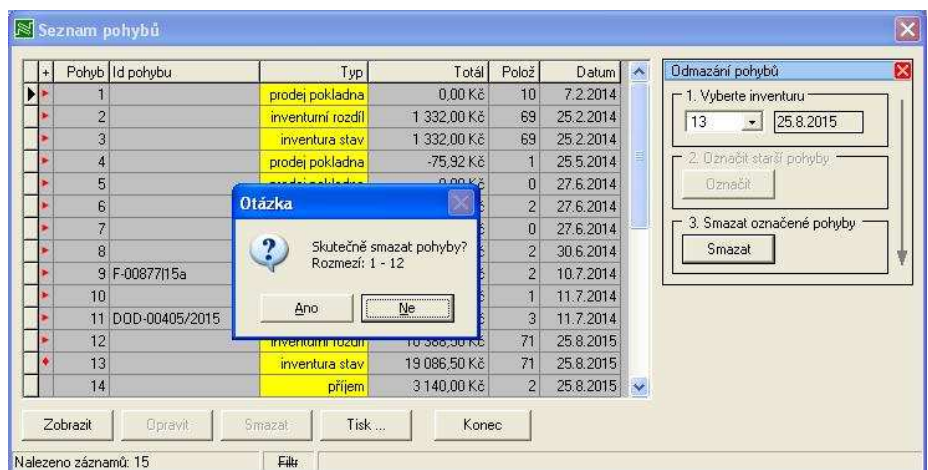 Seznam pohybů
+ Pohyb Id pohybu Typ Totál Polož Datum
1 prodej pokladna 0,00 Kč 10 7.2.2014
2 inventurní rozdíl 1 332,00 Kč 69 25.2.2014
3 inventura stav 1 332,00 Kč 69 25.2.2014
4 prodej pokladna -75,92 Kč 1 25.5.2014
5 0 27.6.2014
6 2 27.6.2014
7 0 27.6.2014
8 2 30.6.2014
9 F-00877|15a 2 10.7.2014
10 1 11.7.2014
11 DOD-00405/2015 3 11.7.2014
12 inventurní rozdíl 10 388,50 Kč 71 25.8.2015
13 inventura stav 19 086,50 Kč 71 25.8.2015
14 příjem 3 140,00 Kč 2 25.8.2015
Otázka
Skutečně smazat pohyby?
Rozmezí: 1 - 12
Ano Ne
Odmazání pohybů
1. Vyberte inventuru
13 25.8.2015
2. Označit starší pohyby
Označit
3. Smazat označené pohyby
Smazat
Zobrazit Opravit Smazat Tisk ... Konec
Nalezeno záznamů: 15 Filtr